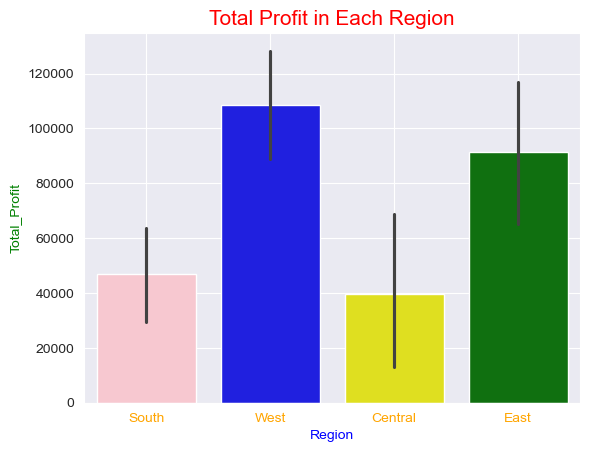 Total Profit in Each Region
120000
100000
80000
60000
40000
20000
0
Total_Profit
South West Central East
Region